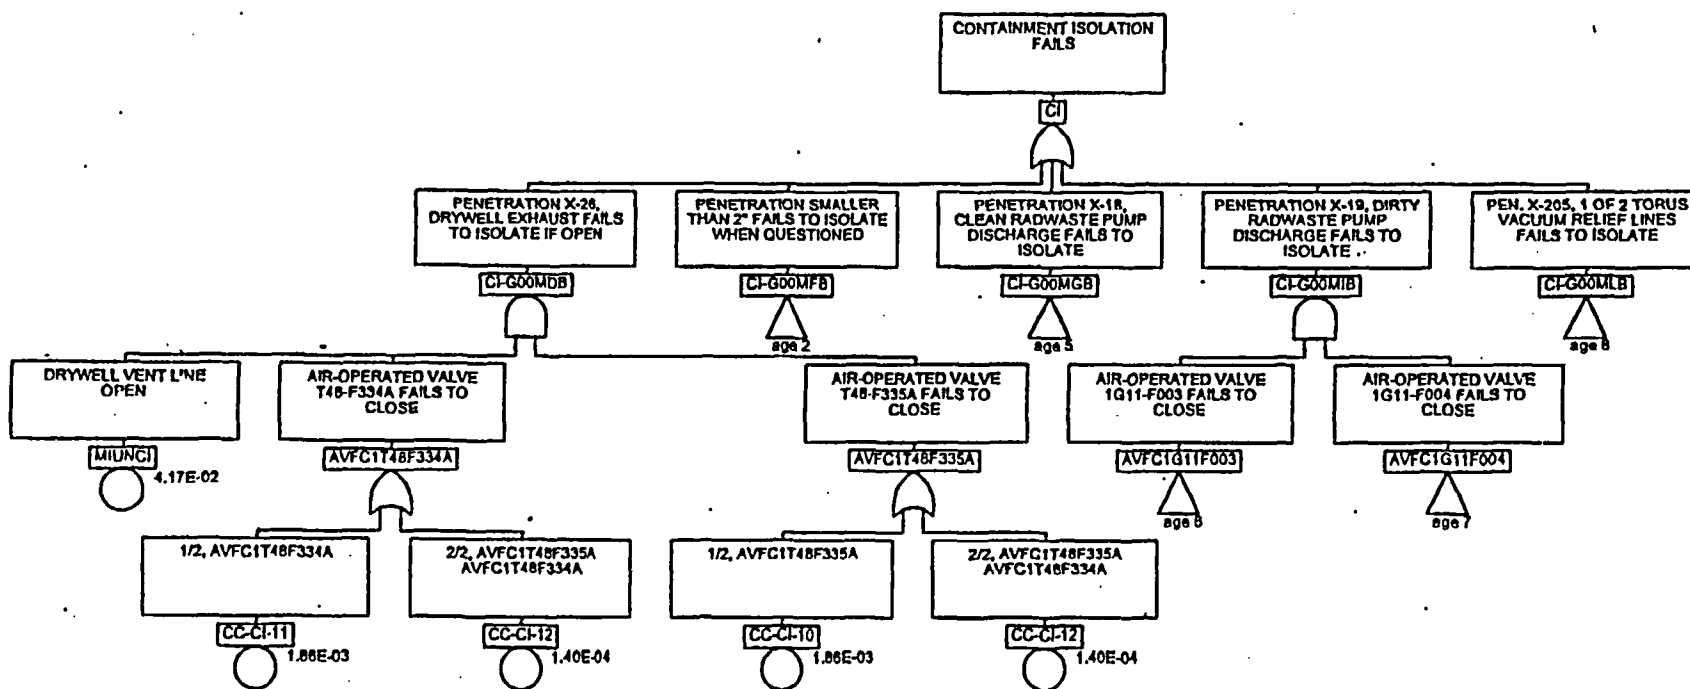 CONTAINMENT ISOLATION
FAILS
CI
PENETRATION X-26,
DRYWELL EXHAUST FAILS
TO ISOLATE IF OPEN
CI-G00MDB
PENETRATION SMALLER
THAN 2" FAILS TO ISOLATE
WHEN QUESTIONED
CI-G00MFB
age 2
PENETRATION X-18,
CLEAN RADWASTE PUMP
DISCHARGE FAILS TO
ISOLATE
CI-G00MGB
age 5
PENETRATION X-19, DIRTY
RADWASTE PUMP
DISCHARGE FAILS TO
ISOLATE
CI-G00MIB
PEN. X-205, 1 OF 2 TORUS
VACUUM RELIEF LINES
FAILS TO ISOLATE
CI-G00MLB
age 8
DRYWELL VENT LINE
OPEN
MIUNCI
4.17E-02
AIR-OPERATED VALVE
T48-F334A FAILS TO
CLOSE
AVFC1T48F334A
AIR-OPERATED VALVE
T48-F335A FAILS TO
CLOSE
AVFC1T48F335A
AIR-OPERATED VALVE
1G11-F003 FAILS TO
CLOSE
AVFC1G11F003
age 6
AIR-OPERATED VALVE
1G11-F004 FAILS TO
CLOSE
AVFC1G11F004
age 7
1/2, AVFC1T48F334A
CC-CI-11
1.86E-03
2/2, AVFC1T48F335A
AVFC1T48F334A
CC-CI-12
1.40E-04
1/2, AVFC1T48F335A
CC-CI-10
1.86E-03
2/2, AVFC1T48F335A
AVFC1T48F334A
CC-CI-12
1.40E-04